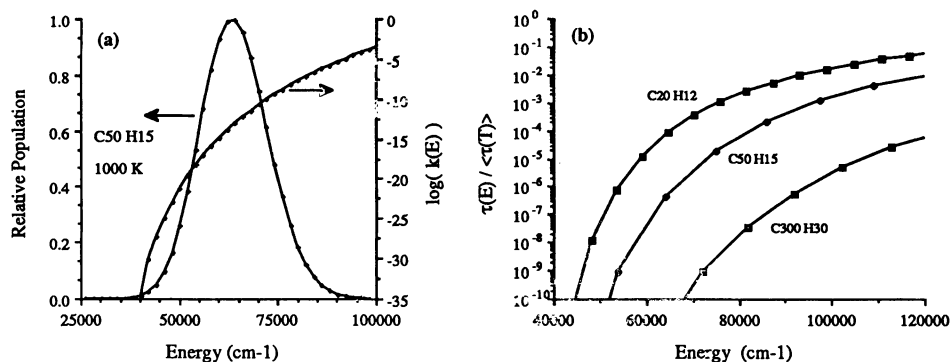 (a)
1.0
0.8
0.6
0.4
0.2
0.0
Relative Population
C50 H15
1000 K
0
-5
-10
-15
-20
-25
-30
-35
log( k(E) )
25000 50000 75000 100000
Energy (cm-1)
(b)
10^0
10^-1
10^-2
10^-3
10^-4
10^-5
10^-6
10^-7
10^-8
10^-9
10^-10
τ(E) / <τ(T)>
C20 H12
C50 H15
C300 H30
40000 60000 80000 100000 120000
Energy (cm-1)